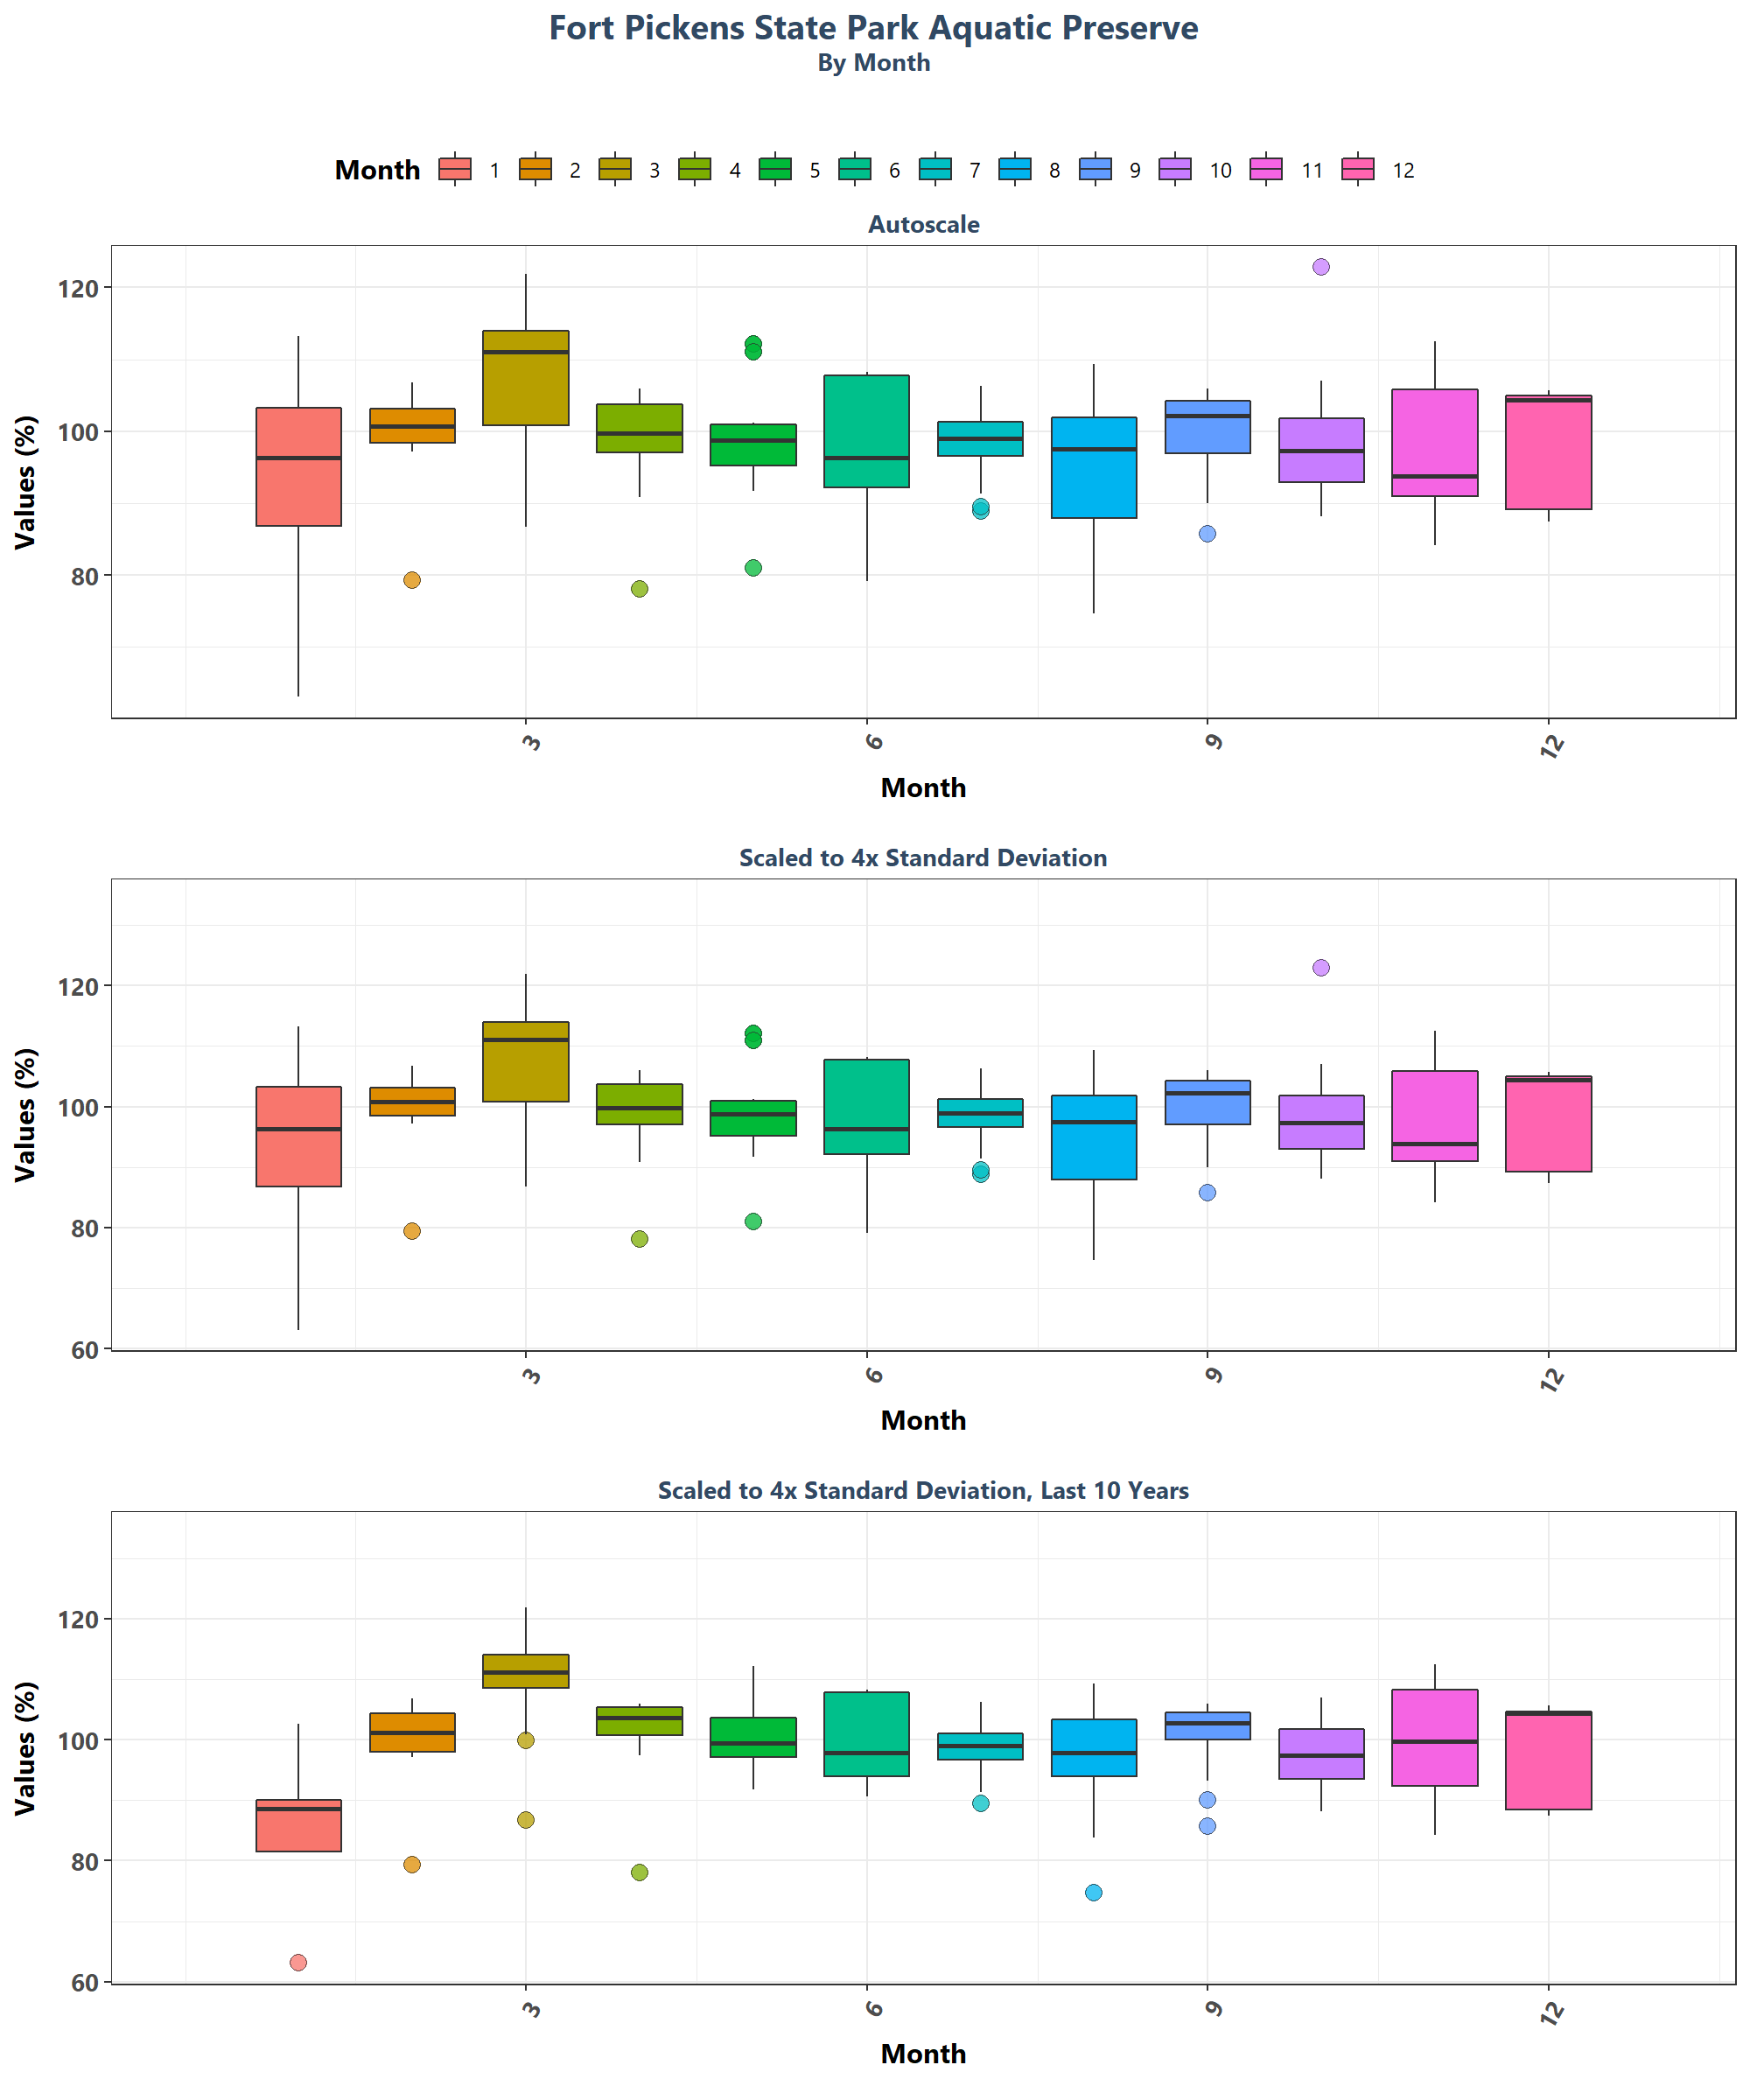 Fort Pickens State Park Aquatic Preserve
By Month
Month 1 2 3 4 5 6 7 8 9 10 11 12
Autoscale
Values (%)
120
100
80
3 6 9 12
Month
Scaled to 4x Standard Deviation
Values (%)
120
100
80
60
3 6 9 12
Month
Scaled to 4x Standard Deviation, Last 10 Years
Values (%)
120
100
80
60
3 6 9 12
Month